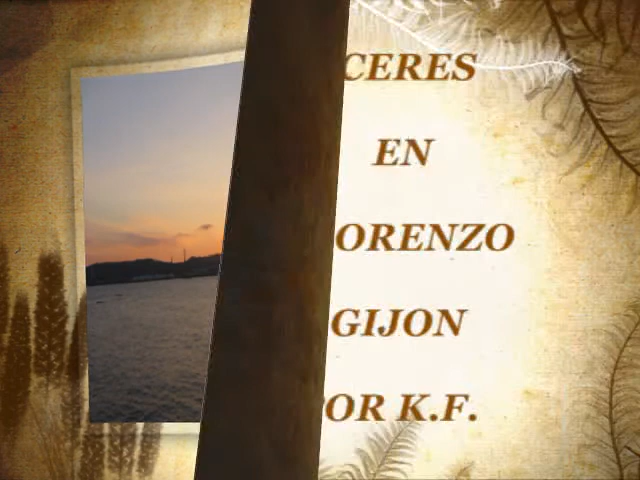 CERES
EN
ORENZO
GIJON
OR K.F.